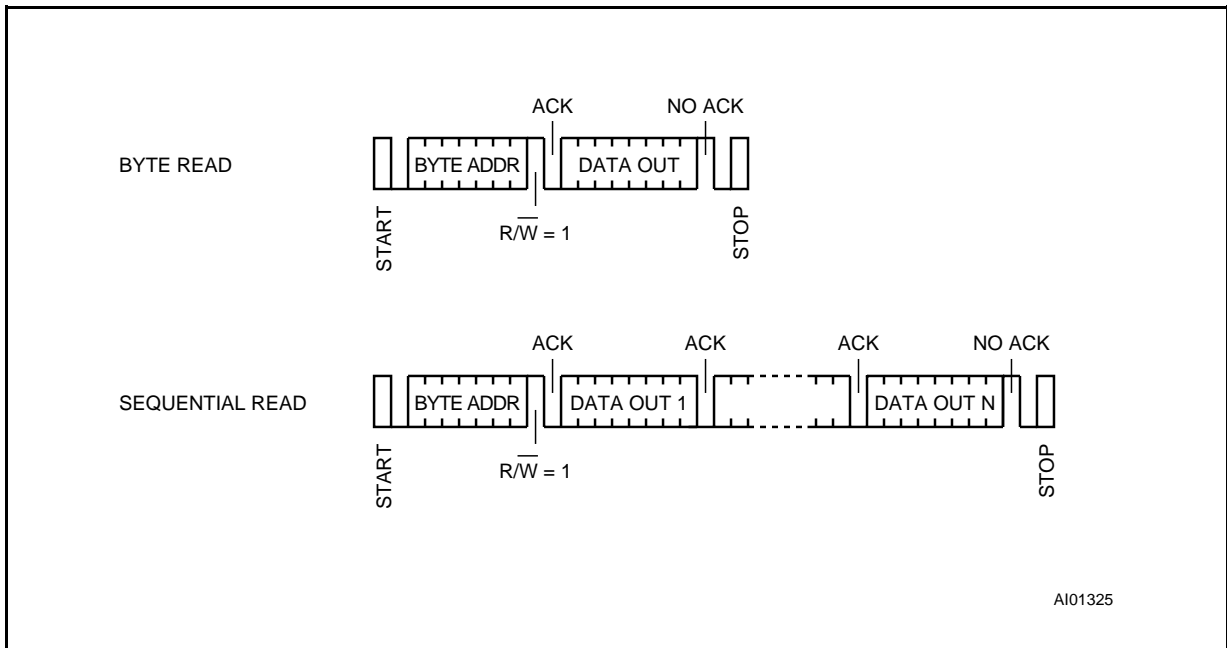 ACK NO ACK
BYTE READ BYTE ADDR DATA OUT
R/W̅ = 1
START STOP
ACK ACK ACK NO ACK
SEQUENTIAL READ BYTE ADDR DATA OUT 1 DATA OUT N
R/W̅ = 1
START STOP
AI01325